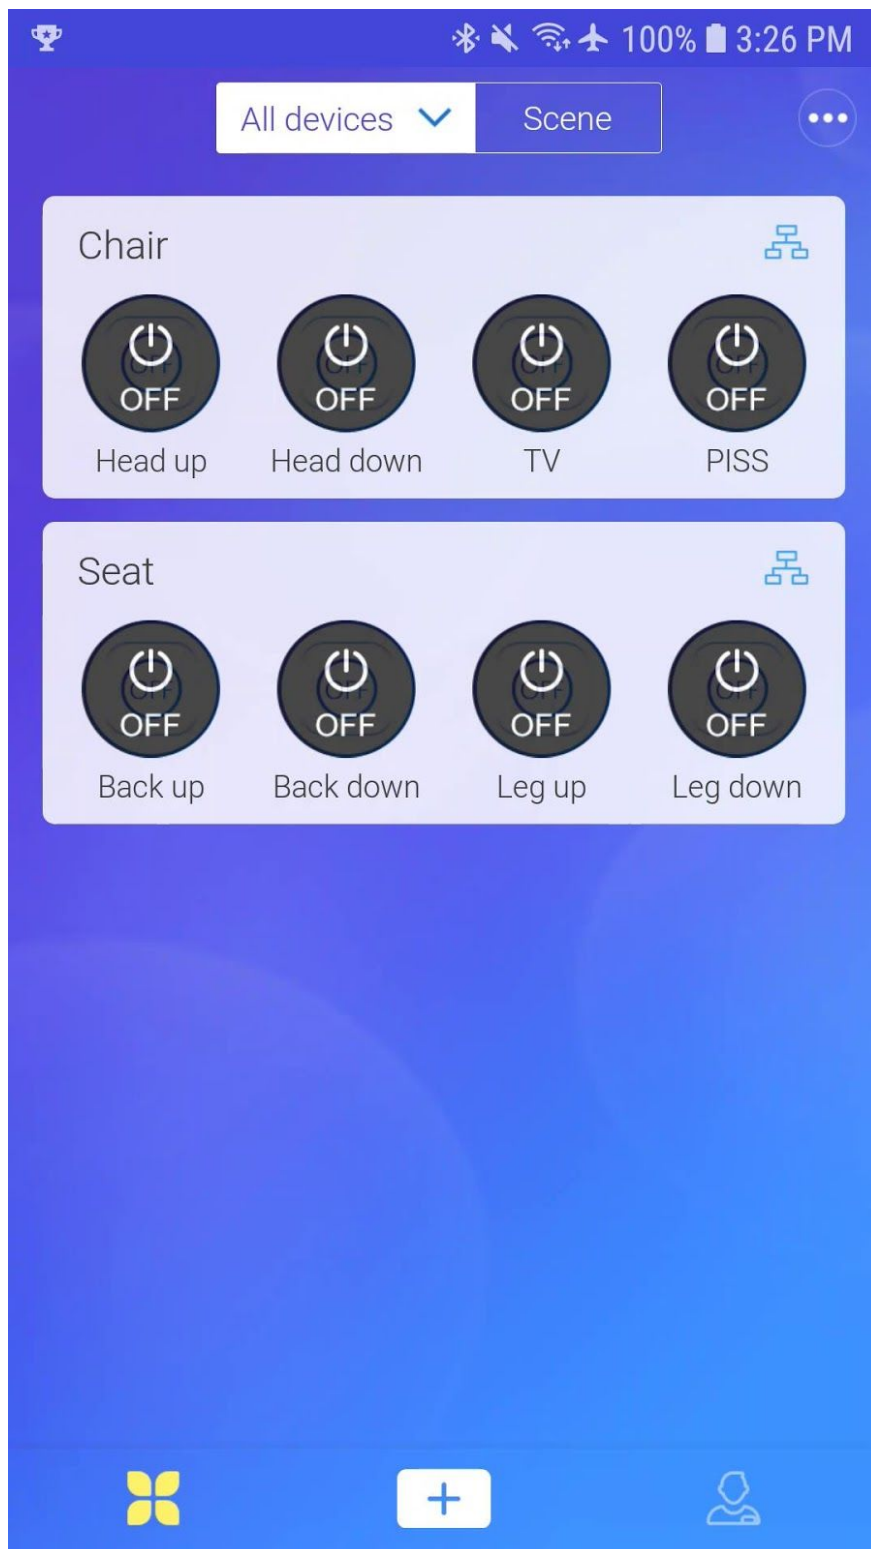 100% 3:26 PM
All devices Scene
Chair
OFF OFF OFF OFF
Head up Head down TV PISS
Seat
OFF OFF OFF OFF
Back up Back down Leg up Leg down